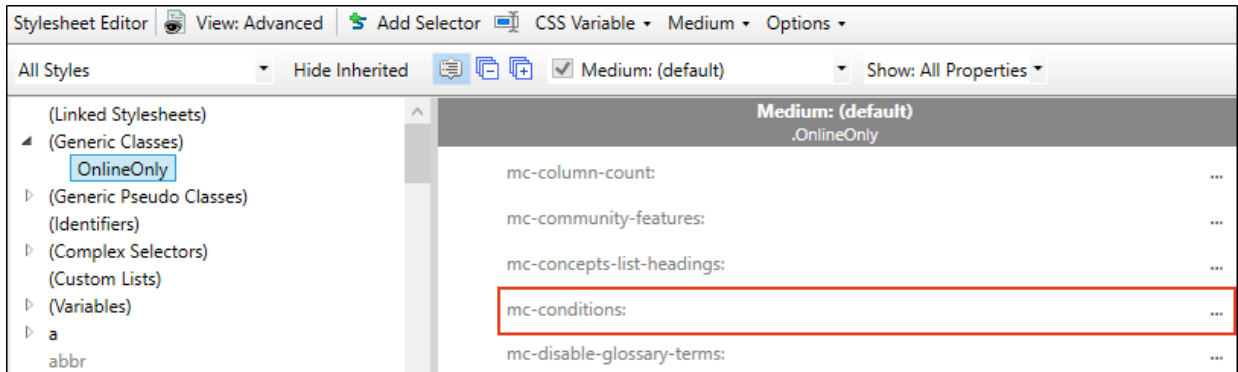 Stylesheet Editor View: Advanced Add Selector CSS Variable Medium Options
All Styles Hide Inherited Medium: (default) Show: All Properties
(Linked Stylesheets)
(Generic Classes)
OnlineOnly
(Generic Pseudo Classes)
(Identifiers)
(Complex Selectors)
(Custom Lists)
(Variables)
a
abbr
Medium: (default)
.OnlineOnly
mc-column-count: ...
mc-community-features: ...
mc-concepts-list-headings: ...
mc-conditions: ...
mc-disable-glossary-terms: ...